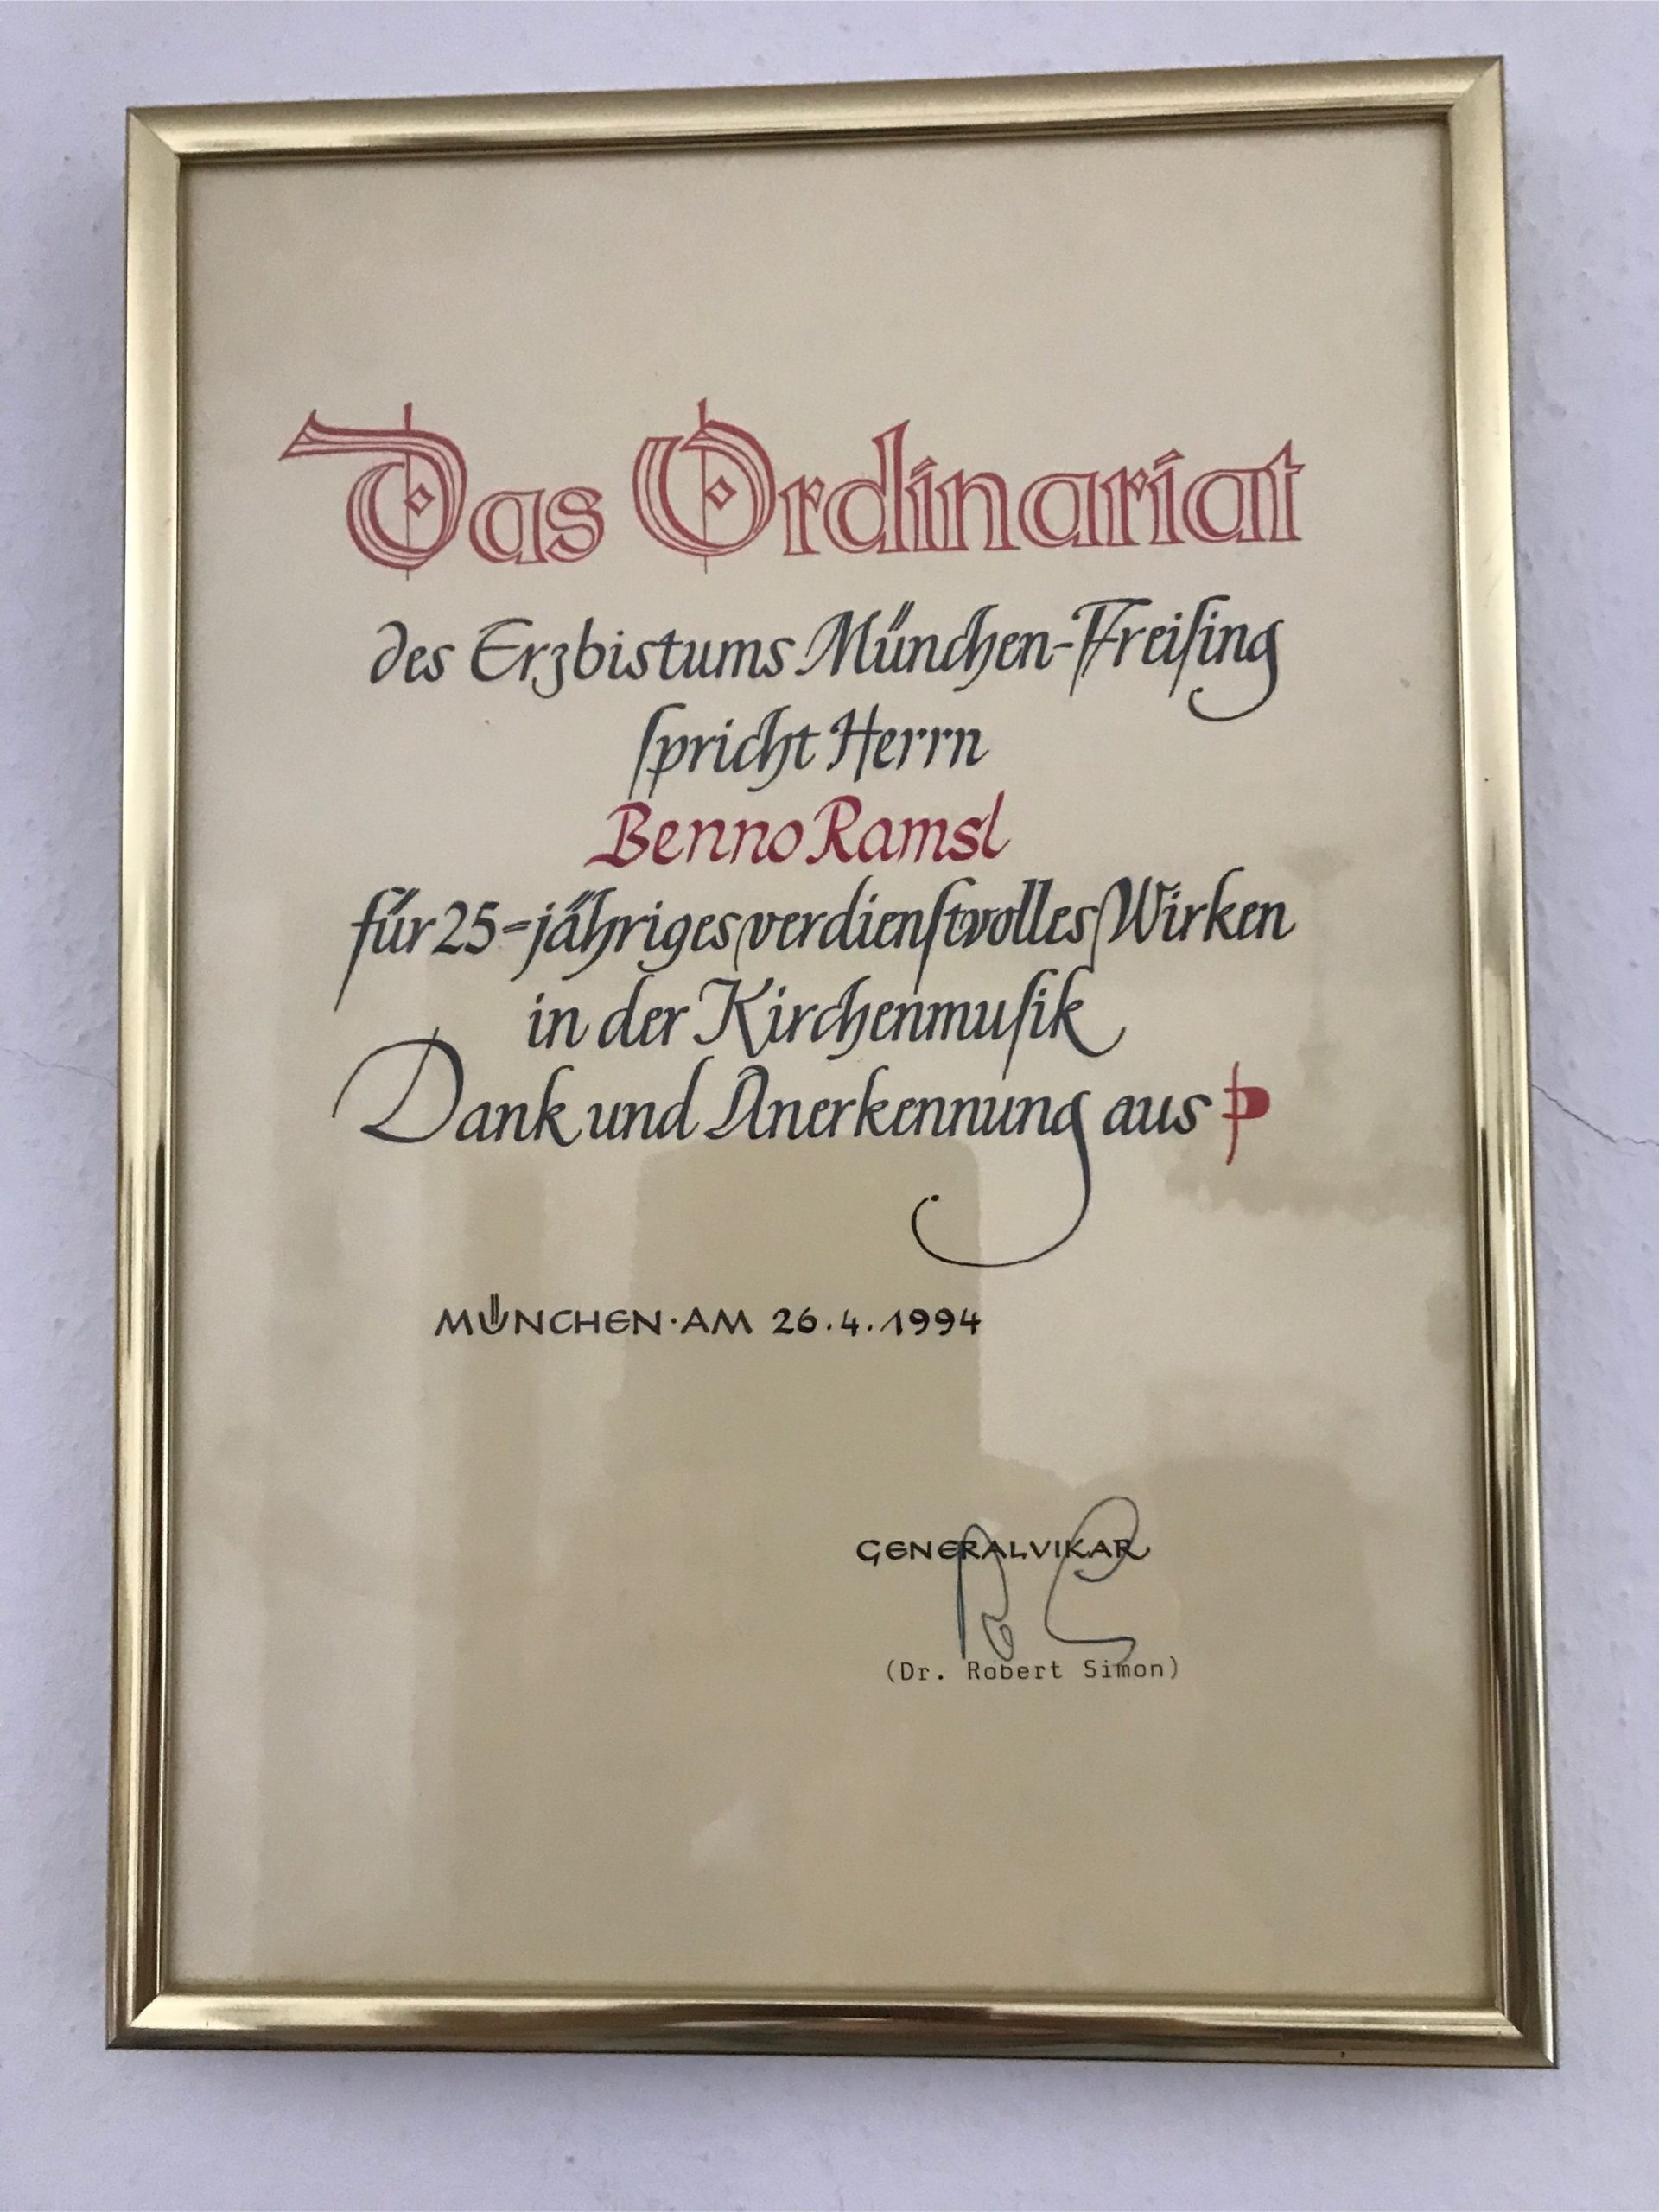 Das Ordinariat
des Erzbistums München-Freiſing
ſpricht Herrn
Benno Ramsl
für 25-jähriges verdienſtvolles Wirken
in der Kirchenmuſik
Dank und Anerkennung aus
MÜNCHEN·AM 26.4.1994
GENERALVIKAR
(Dr. Robert Simon)